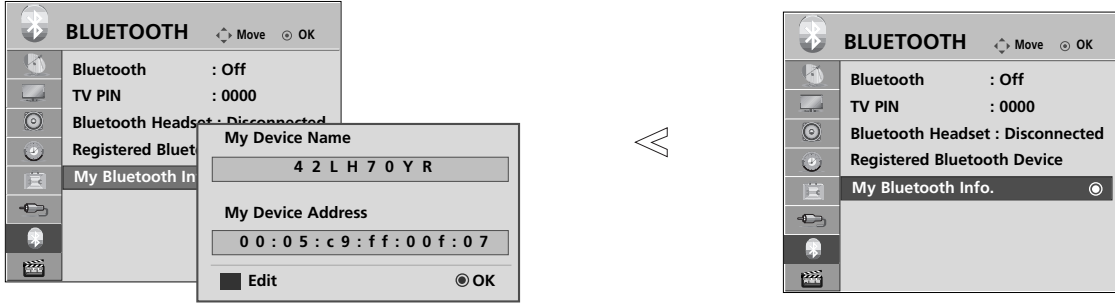 BLUETOOTH Move OK
Bluetooth : Off
TV PIN : 0000
Bluetooth Headset : Disconnected
Registered Bluet
My Bluetooth In
My Device Name
4 2 L H 7 0 Y R
My Device Address
0 0 : 0 5 : c 9 : f f : 0 0 f : 0 7
Edit OK
BLUETOOTH Move OK
Bluetooth : Off
TV PIN : 0000
Bluetooth Headset : Disconnected
Registered Bluetooth Device
My Bluetooth Info.